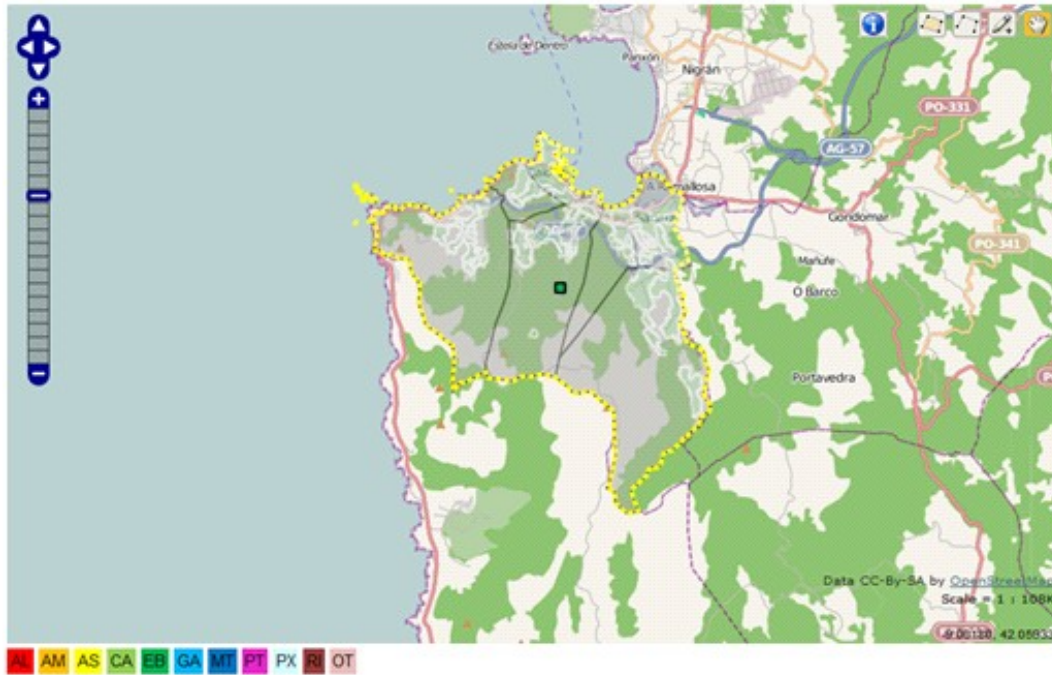 Estela de Dentro
Panxón
Nigrán
PO-331
AG-57
A Ramallosa
Gondomar
PO-341
Mañufe
O Barco
Portavedra
Data CC-By-SA by OpenStreetMap
Scale = 1 : 108K
AL AM AS CA EB GA MT PT PX RI OT